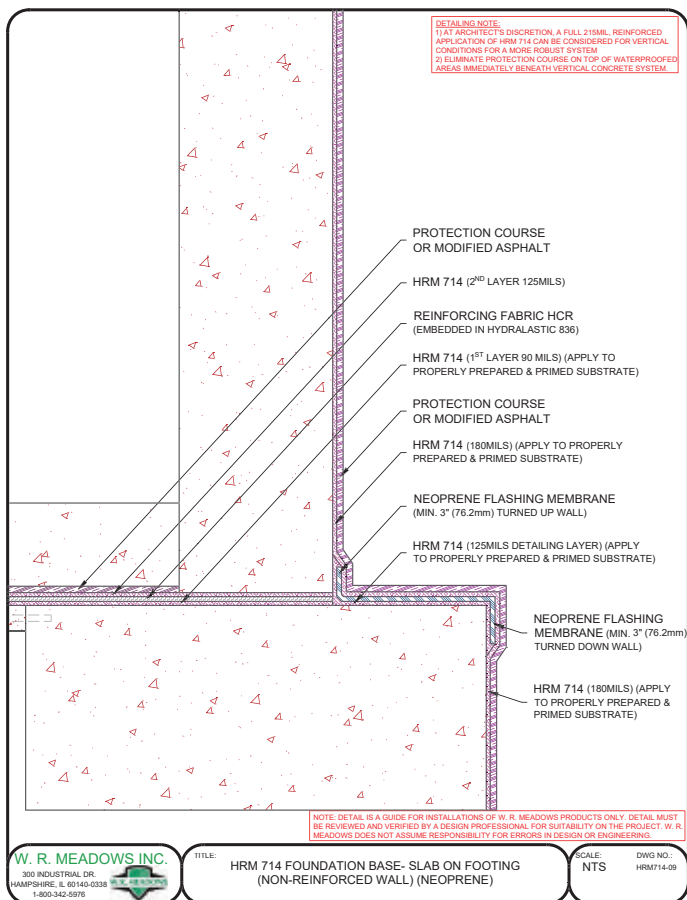 DETAILING NOTE:
1) AT ARCHITECT'S DISCRETION, A FULL 215MIL, REINFORCED
APPLICATION OF HRM 714 CAN BE CONSIDERED FOR VERTICAL
CONDITIONS FOR A MORE ROBUST SYSTEM
2) ELIMINATE PROTECTION COURSE ON TOP OF WATERPROOFED
AREAS IMMEDIATELY BENEATH VERTICAL CONCRETE SYSTEM.
PROTECTION COURSE
OR MODIFIED ASPHALT
HRM 714 (2ND LAYER 125MILS)
REINFORCING FABRIC HCR
(EMBEDDED IN HYDRALASTIC 836)
HRM 714 (1ST LAYER 90 MILS) (APPLY TO
PROPERLY PREPARED & PRIMED SUBSTRATE)
PROTECTION COURSE
OR MODIFIED ASPHALT
HRM 714 (180MILS) (APPLY TO PROPERLY
PREPARED & PRIMED SUBSTRATE)
NEOPRENE FLASHING MEMBRANE
(MIN. 3" (76.2mm) TURNED UP WALL)
HRM 714 (125MILS DETAILING LAYER) (APPLY
TO PROPERLY PREPARED & PRIMED SUBSTRATE)
NEOPRENE FLASHING
MEMBRANE (MIN. 3" (76.2mm)
TURNED DOWN WALL)
HRM 714 (180MILS) (APPLY
TO PROPERLY PREPARED &
PRIMED SUBSTRATE)
NOTE: DETAIL IS A GUIDE FOR INSTALLATIONS OF W. R. MEADOWS PRODUCTS ONLY. DETAIL MUST
BE REVIEWED AND VERIFIED BY A DESIGN PROFESSIONAL FOR SUITABILITY ON THE PROJECT. W. R.
MEADOWS DOES NOT ASSUME RESPONSIBILITY FOR ERRORS IN DESIGN OR ENGINEERING.
W. R. MEADOWS INC.
300 INDUSTRIAL DR.
HAMPSHIRE, IL 60140-0338
1-800-342-5976
W. R. MEADOWS
TITLE:
HRM 714 FOUNDATION BASE- SLAB ON FOOTING
(NON-REINFORCED WALL) (NEOPRENE)
SCALE:
NTS
DWG NO.:
HRM714-09